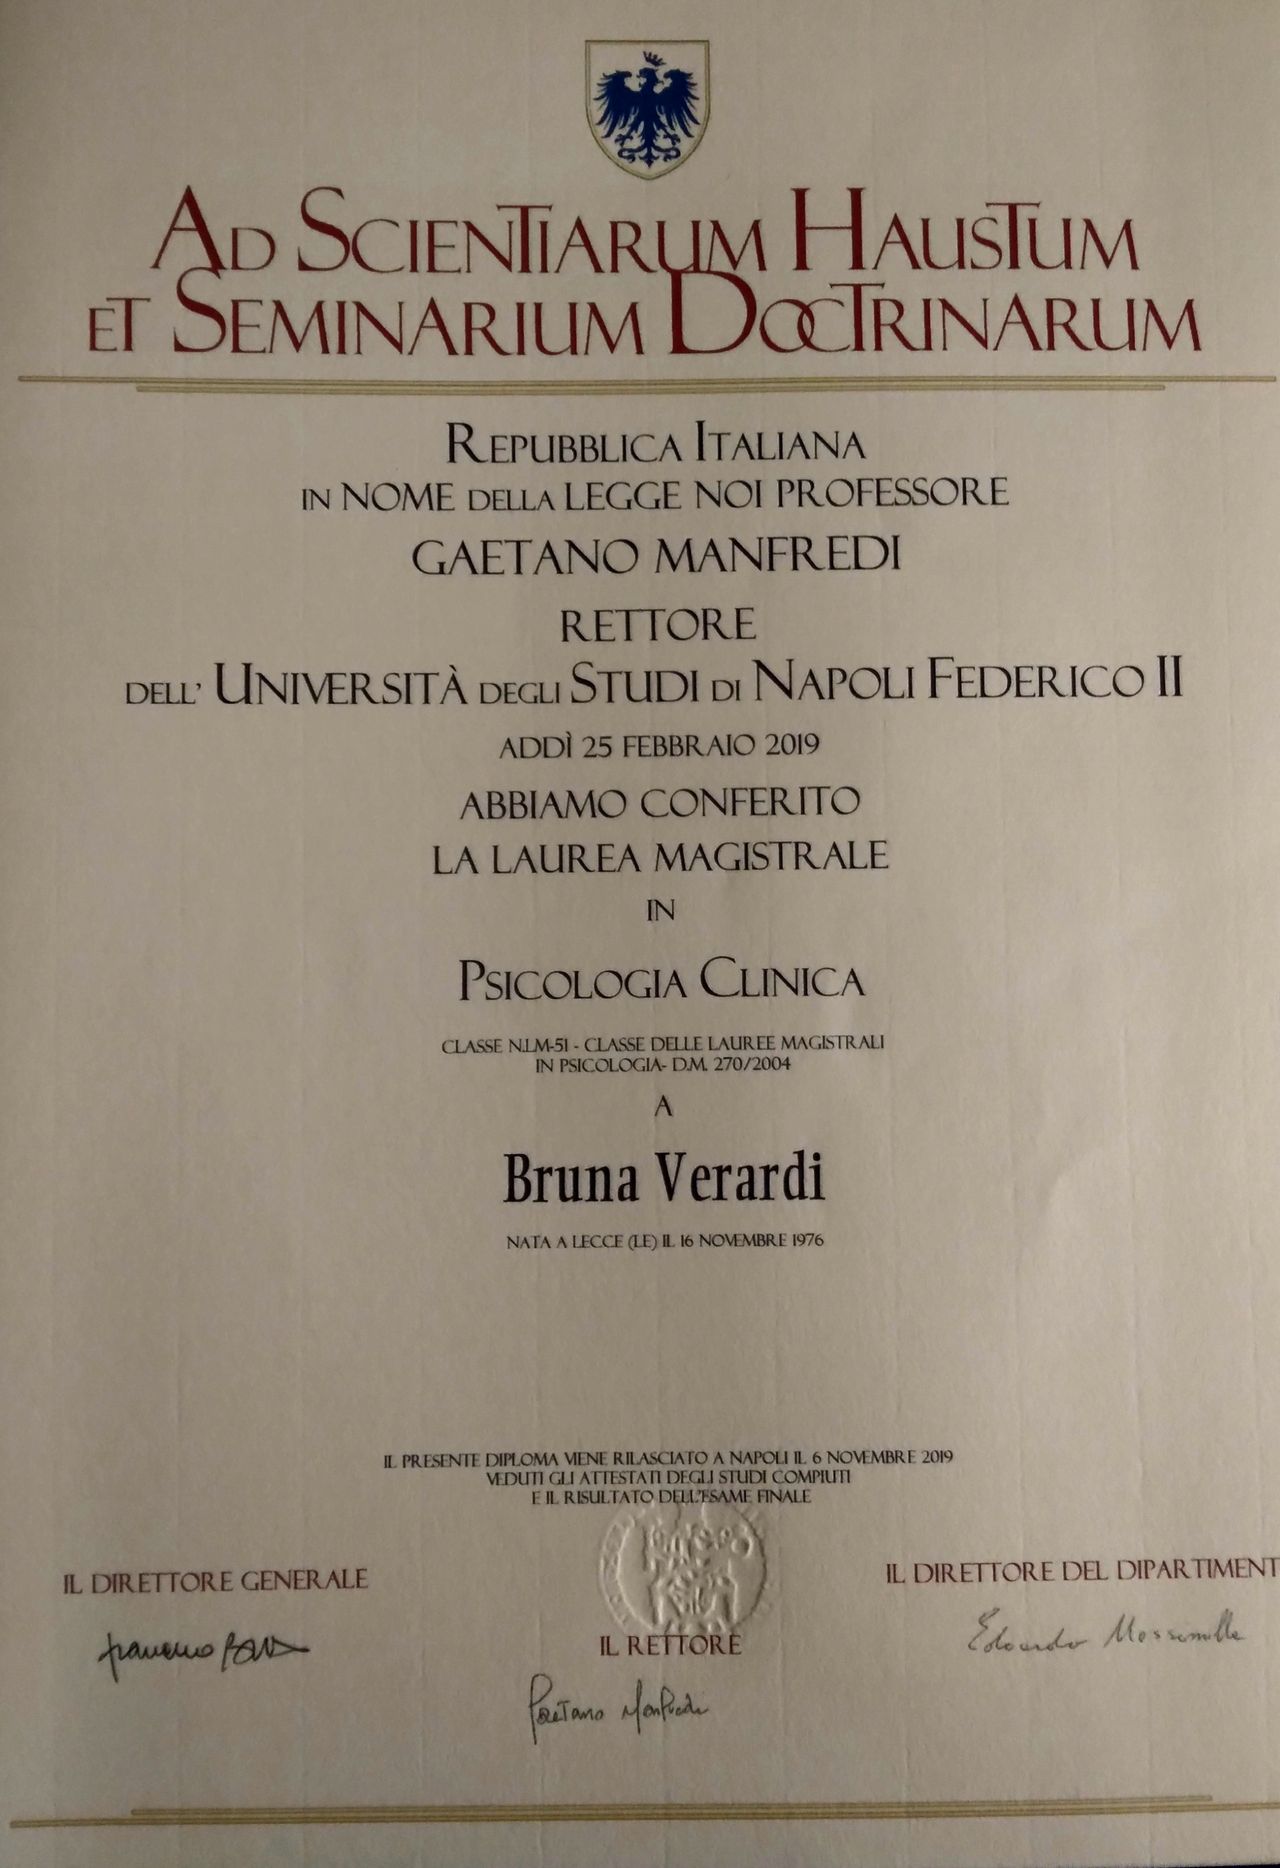 AD SCIENTIARUM HAUSTUM
ET SEMINARIUM DOCTRINARUM
REPUBBLICA ITALIANA
IN NOME DELLA LEGGE NOI PROFESSORE
GAETANO MANFREDI
RETTORE
DELL' UNIVERSITÀ DEGLI STUDI DI NAPOLI FEDERICO II
ADDÌ 25 FEBBRAIO 2019
ABBIAMO CONFERITO
LA LAUREA MAGISTRALE
IN
PSICOLOGIA CLINICA
CLASSE N.LM-51 - CLASSE DELLE LAUREE MAGISTRALI
IN PSICOLOGIA- D.M. 270/2004
A
Bruna Verardi
NATA A LECCE (LE) IL 16 NOVEMBRE 1976
IL PRESENTE DIPLOMA VIENE RILASCIATO A NAPOLI IL 6 NOVEMBRE 2019
VEDUTI GLI ATTESTATI DEGLI STUDI COMPIUTI
E IL RISULTATO DELL'ESAME FINALE
IL DIRETTORE GENERALE
IL DIRETTORE DEL DIPARTIMENT
IL RETTORE
Edoardo
Gaetano Manfredi